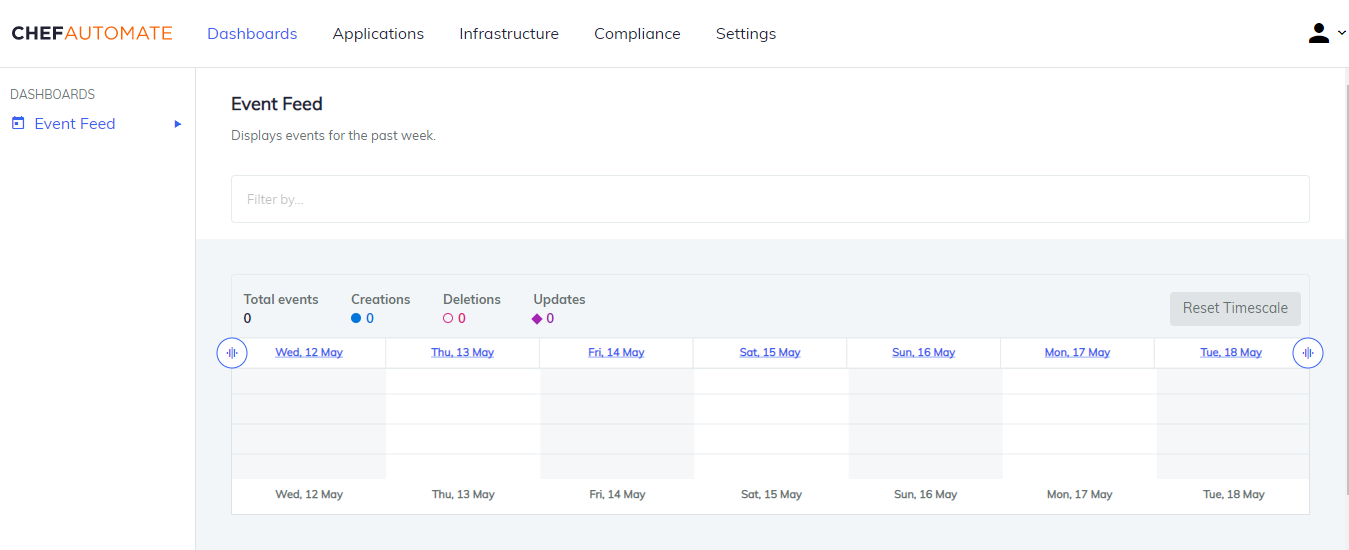 CHEFAUTOMATE Dashboards Applications Infrastructure Compliance Settings
DASHBOARDS
Event Feed
Event Feed
Displays events for the past week.
Filter by...
Total events Creations Deletions Updates
0 0 0 0
Reset Timescale
Wed, 12 May Thu, 13 May Fri, 14 May Sat, 15 May Sun, 16 May Mon, 17 May Tue, 18 May
Wed, 12 May Thu, 13 May Fri, 14 May Sat, 15 May Sun, 16 May Mon, 17 May Tue, 18 May